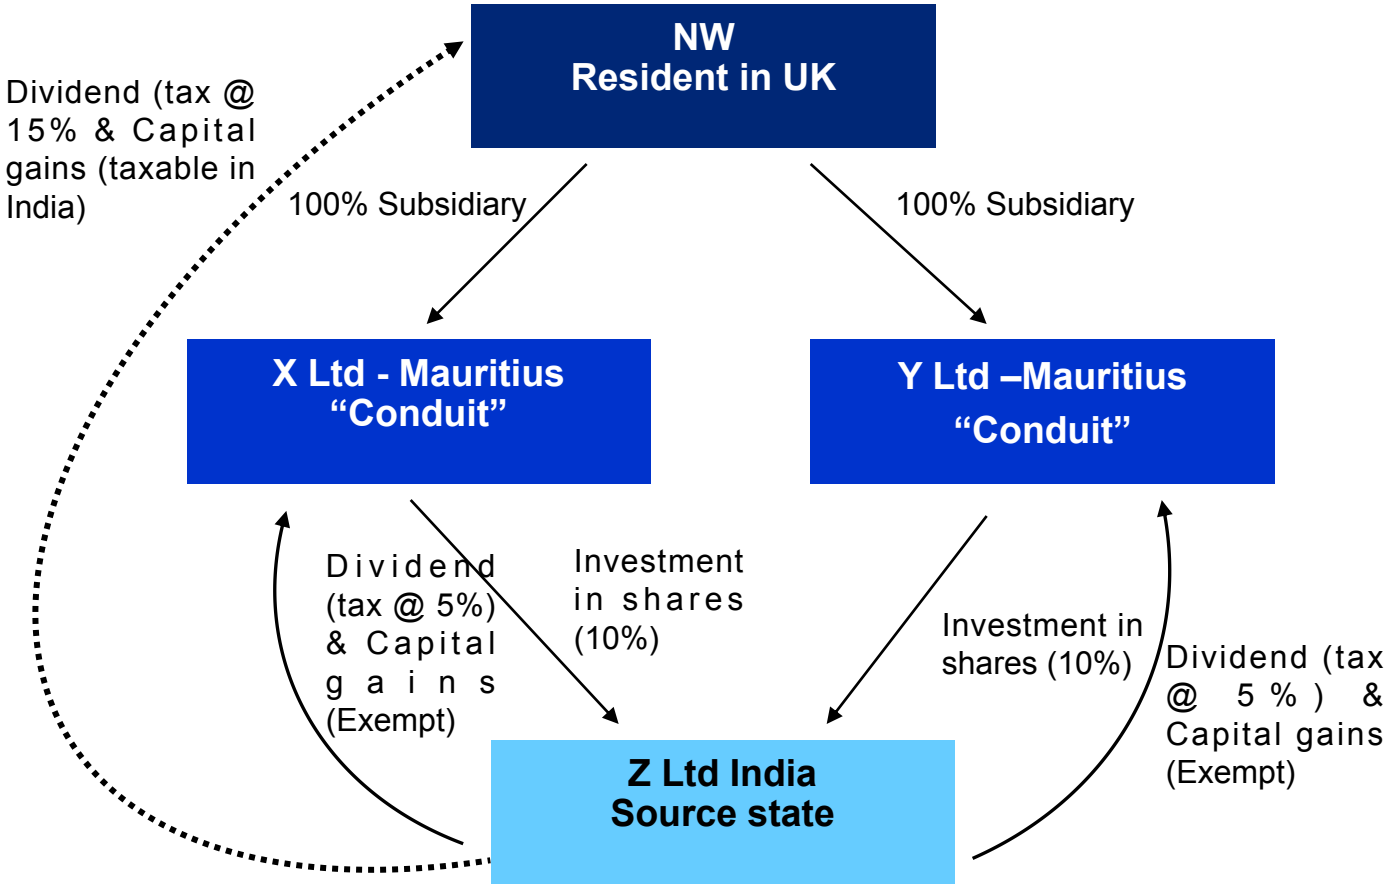 NW
Resident in UK
Dividend (tax @
15% & Capital
gains (taxable in
India)
100% Subsidiary
100% Subsidiary
X Ltd - Mauritius
“Conduit”
Y Ltd –Mauritius
“Conduit”
Dividend
(tax @ 5%)
& Capital
gains
(Exempt)
Investment
in shares
(10%)
Investment in
shares (10%)
Dividend (tax
@ 5%) &
Capital gains
(Exempt)
Z Ltd India
Source state